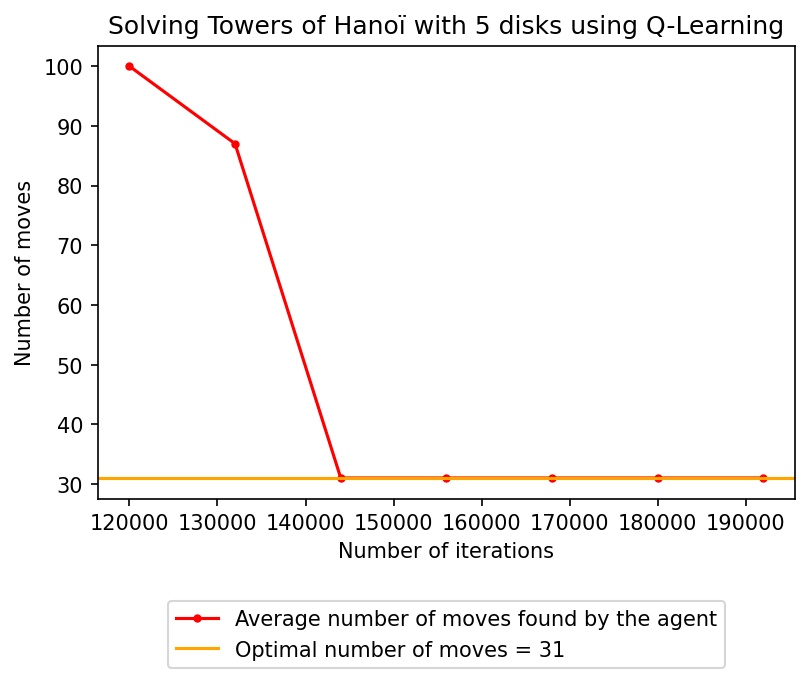 Solving Towers of Hanoï with 5 disks using Q-Learning
100
90
80
70
60
50
40
30
Number of moves
120000 130000 140000 150000 160000 170000 180000 190000
Number of iterations
Average number of moves found by the agent
Optimal number of moves = 31